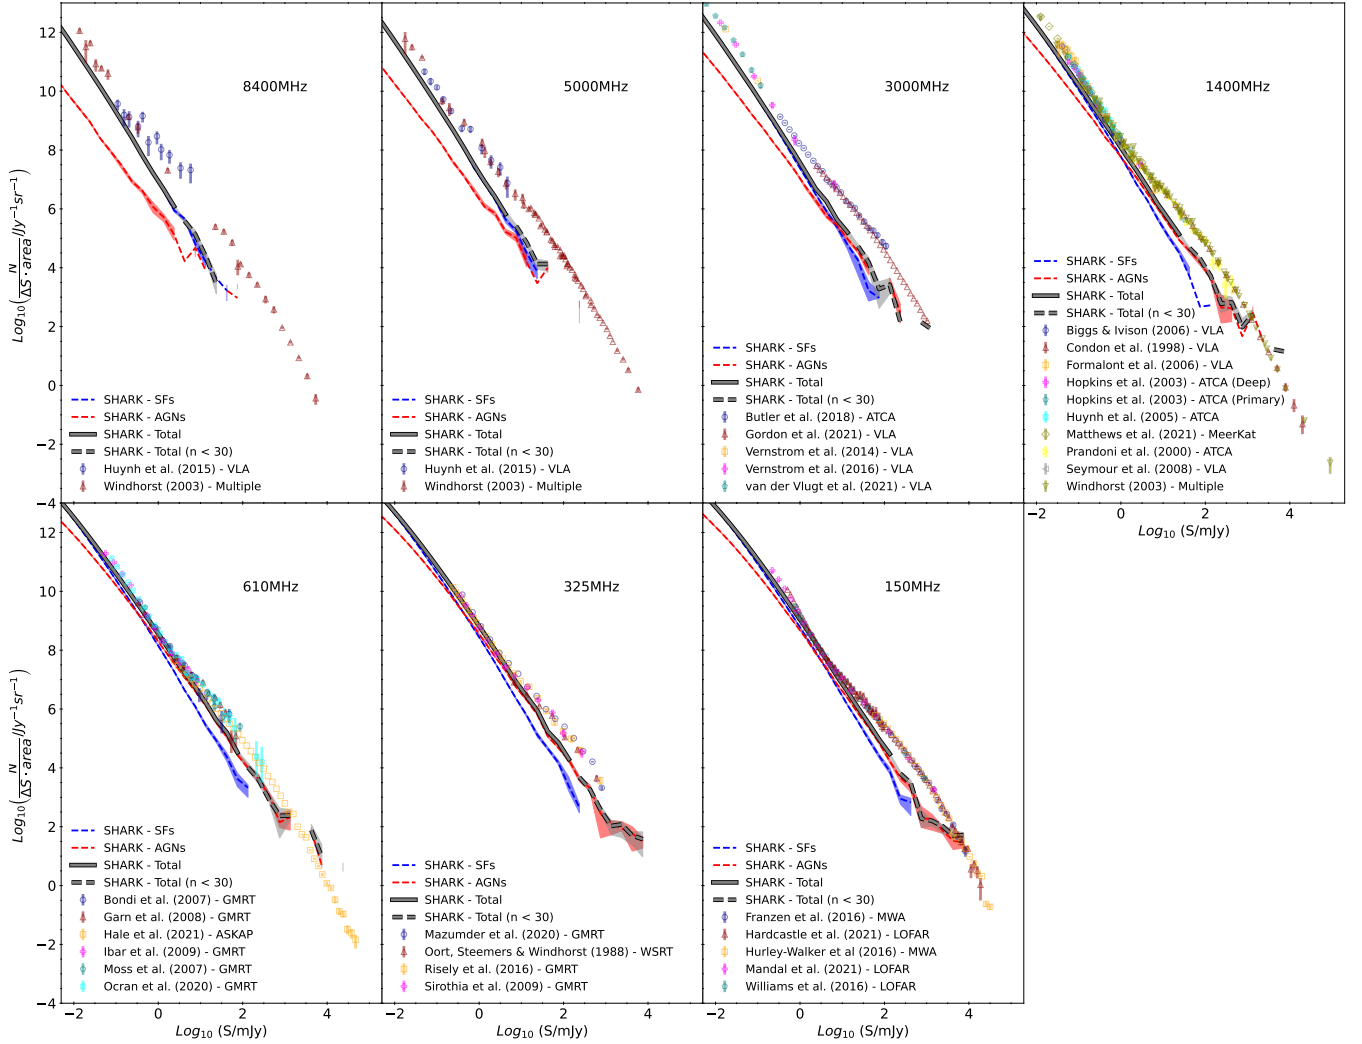 8400MHz
5000MHz
3000MHz
1400MHz
12
10
8
6
4
2
0
−2
−4
Log₁₀(N/ΔS·area/Jy⁻¹sr⁻¹)
SHARK - SFs
SHARK - AGNs
SHARK - Total
SHARK - Total (n < 30)
Huynh et al. (2015) - VLA
Windhorst (2003) - Multiple
SHARK - SFs
SHARK - AGNs
SHARK - Total
SHARK - Total (n < 30)
Huynh et al. (2015) - VLA
Windhorst (2003) - Multiple
SHARK - SFs
SHARK - AGNs
SHARK - Total
SHARK - Total (n < 30)
Butler et al. (2018) - ATCA
Gordon et al. (2021) - VLA
Vernstrom et al. (2014) - VLA
Vernstrom et al. (2016) - VLA
van der Vlugt et al. (2021) - VLA
SHARK - SFs
SHARK - AGNs
SHARK - Total
SHARK - Total (n < 30)
Biggs & Ivison (2006) - VLA
Condon et al. (1998) - VLA
Formalont et al. (2006) - VLA
Hopkins et al. (2003) - ATCA (Deep)
Hopkins et al. (2003) - ATCA (Primary)
Huynh et al. (2005) - ATCA
Matthews et al. (2021) - MeerKat
Prandoni et al. (2000) - ATCA
Seymour et al. (2008) - VLA
Windhorst (2003) - Multiple
−2 0 2 4
Log₁₀ (S/mJy)
610MHz
325MHz
150MHz
12
10
8
6
4
2
0
−2
−4
Log₁₀(N/ΔS·area/Jy⁻¹sr⁻¹)
SHARK - SFs
SHARK - AGNs
SHARK - Total
SHARK - Total (n < 30)
Bondi et al. (2007) - GMRT
Garn et al. (2008) - GMRT
Hale et al. (2021) - ASKAP
Ibar et al. (2009) - GMRT
Moss et al. (2007) - GMRT
Ocran et al. (2020) - GMRT
SHARK - SFs
SHARK - AGNs
SHARK - Total
SHARK - Total (n < 30)
Mazumder et al. (2020) - GMRT
Oort, Steemers & Windhorst (1988) - WSRT
Risely et al. (2016) - GMRT
Sirothia et al. (2009) - GMRT
SHARK - SFs
SHARK - AGNs
SHARK - Total
SHARK - Total (n < 30)
Franzen et al. (2016) - MWA
Hardcastle et al. (2021) - LOFAR
Hurley-Walker et al (2016) - MWA
Mandal et al. (2021) - LOFAR
Williams et al. (2016) - LOFAR
−2 0 2 4
−2 0 2 4
−2 0 2 4
Log₁₀ (S/mJy)
Log₁₀ (S/mJy)
Log₁₀ (S/mJy)